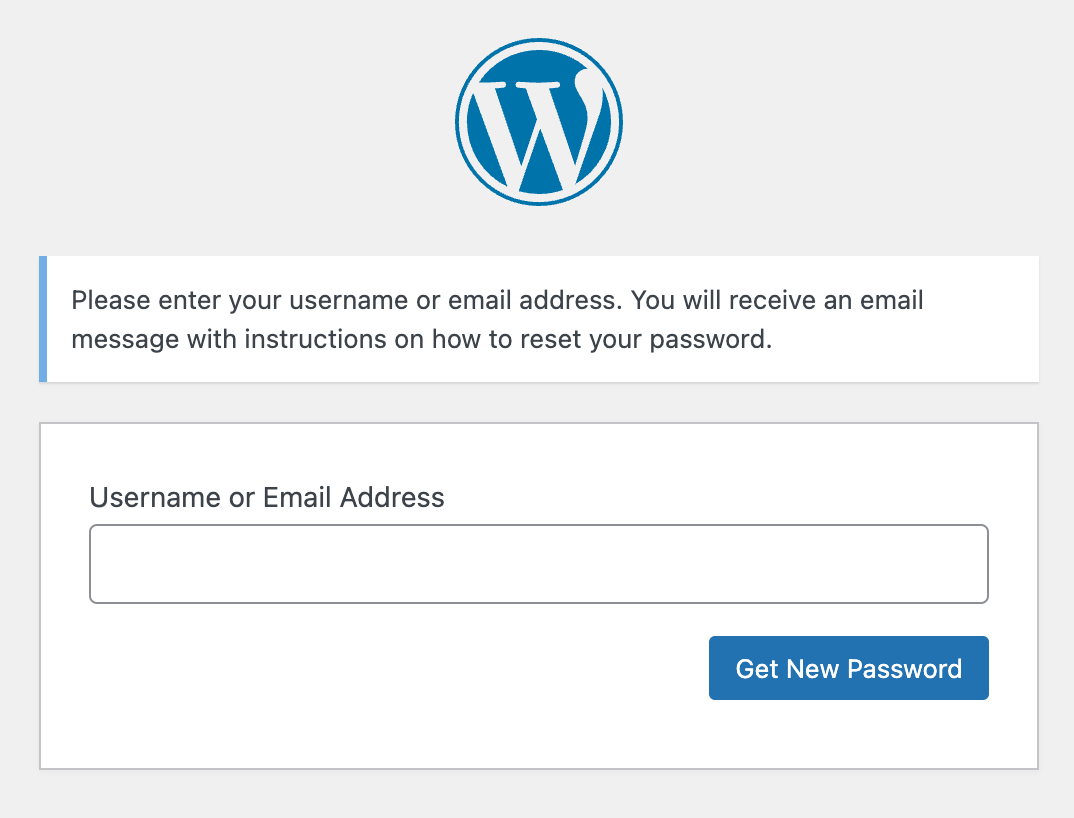 Please enter your username or email address. You will receive an email
message with instructions on how to reset your password.
Username or Email Address
Get New Password